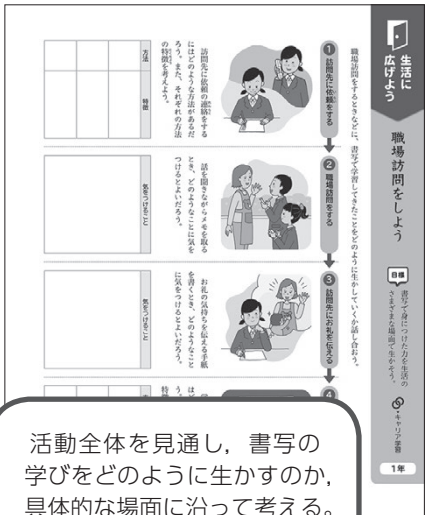 生活に
広げよう
職場訪問をしよう
目標
書写で身につけた力を生活の
さまざまな場面で生かそう。
・キャリア学習
1年
職場訪問をするときなどに、書写で学習してきたことをどのように生かしていくか話し合おう。
1 訪問先に依頼をする
訪問先に依頼の連絡をする
にはどのような方法があるだ
ろう。また、それぞれの方法
の特徴を考えよう。
方法
特徴
2 職場訪問をする
話を聞きながらメモを取る
とき、どのようなことに気を
つけるとよいだろう。
気をつけること
3 訪問先にお礼を伝える
お礼の気持ちを伝える手紙
を書くとき、どのようなこと
に気をつけるとよいだろう。
気をつけること
4
活動全体を見通し，書写の
学びをどのように生かすのか，
具体的な場面に沿って考える。